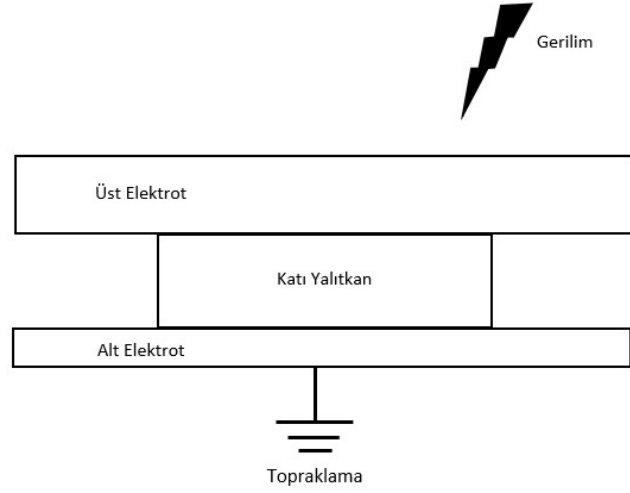 Gerilim
Üst Elektrot
Katı Yalıtkan
Alt Elektrot
Topraklama